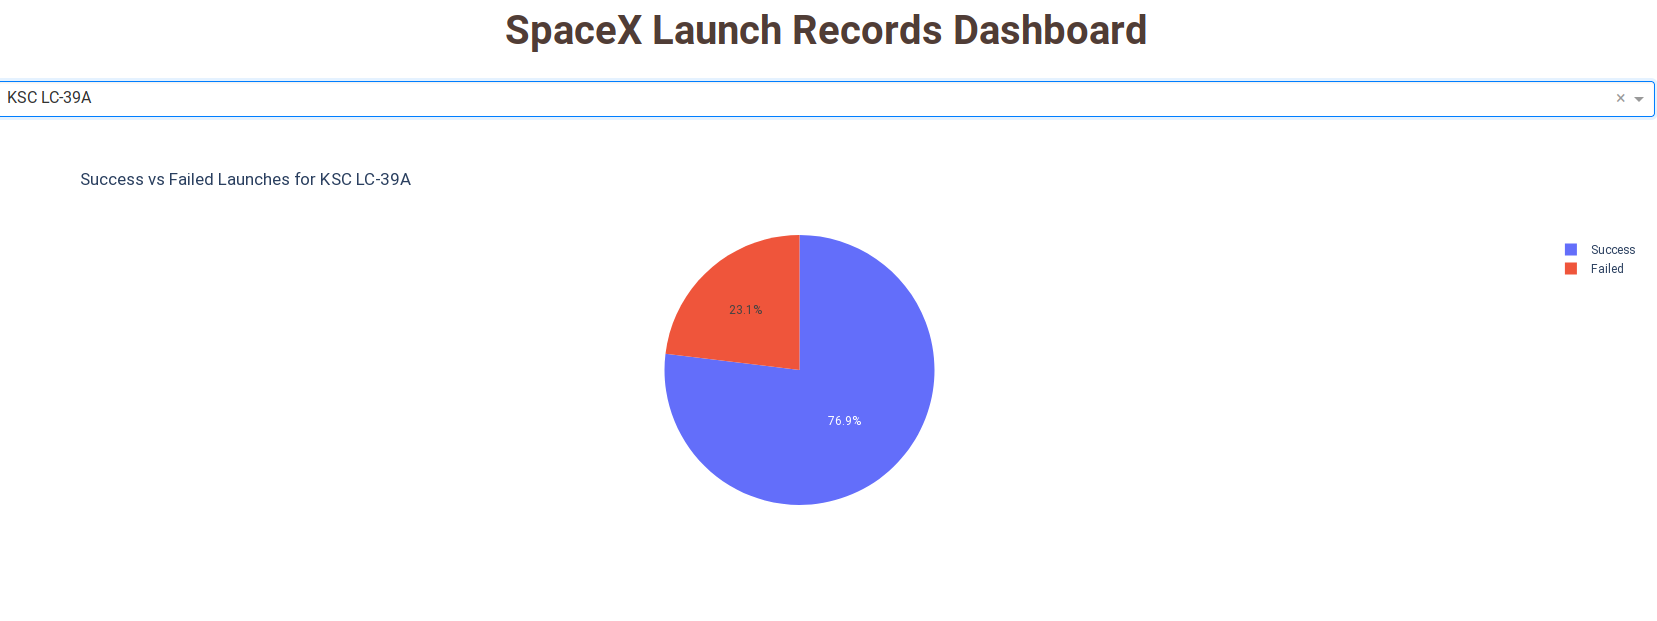 SpaceX Launch Records Dashboard
KSC LC-39A
Success vs Failed Launches for KSC LC-39A
Success
Failed
23.1%
76.9%